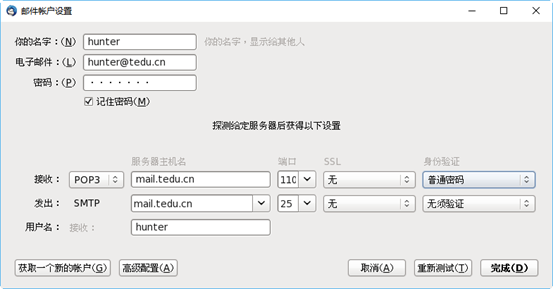 邮件帐户设置
你的名字：(N) hunter 你的名字，显示给其他人
电子邮件：(L) hunter@tedu.cn
密码：(P) ·······
记住密码(M)
探测给定服务器后获得以下设置
服务器主机名 端口 SSL 身份验证
接收： POP3 mail.tedu.cn 110 无 普通密码
发出： SMTP mail.tedu.cn 25 无 无须验证
用户名： 接收： hunter
获取一个新的帐户(G) 高级配置(A) 取消(A) 重新测试(T) 完成(D)